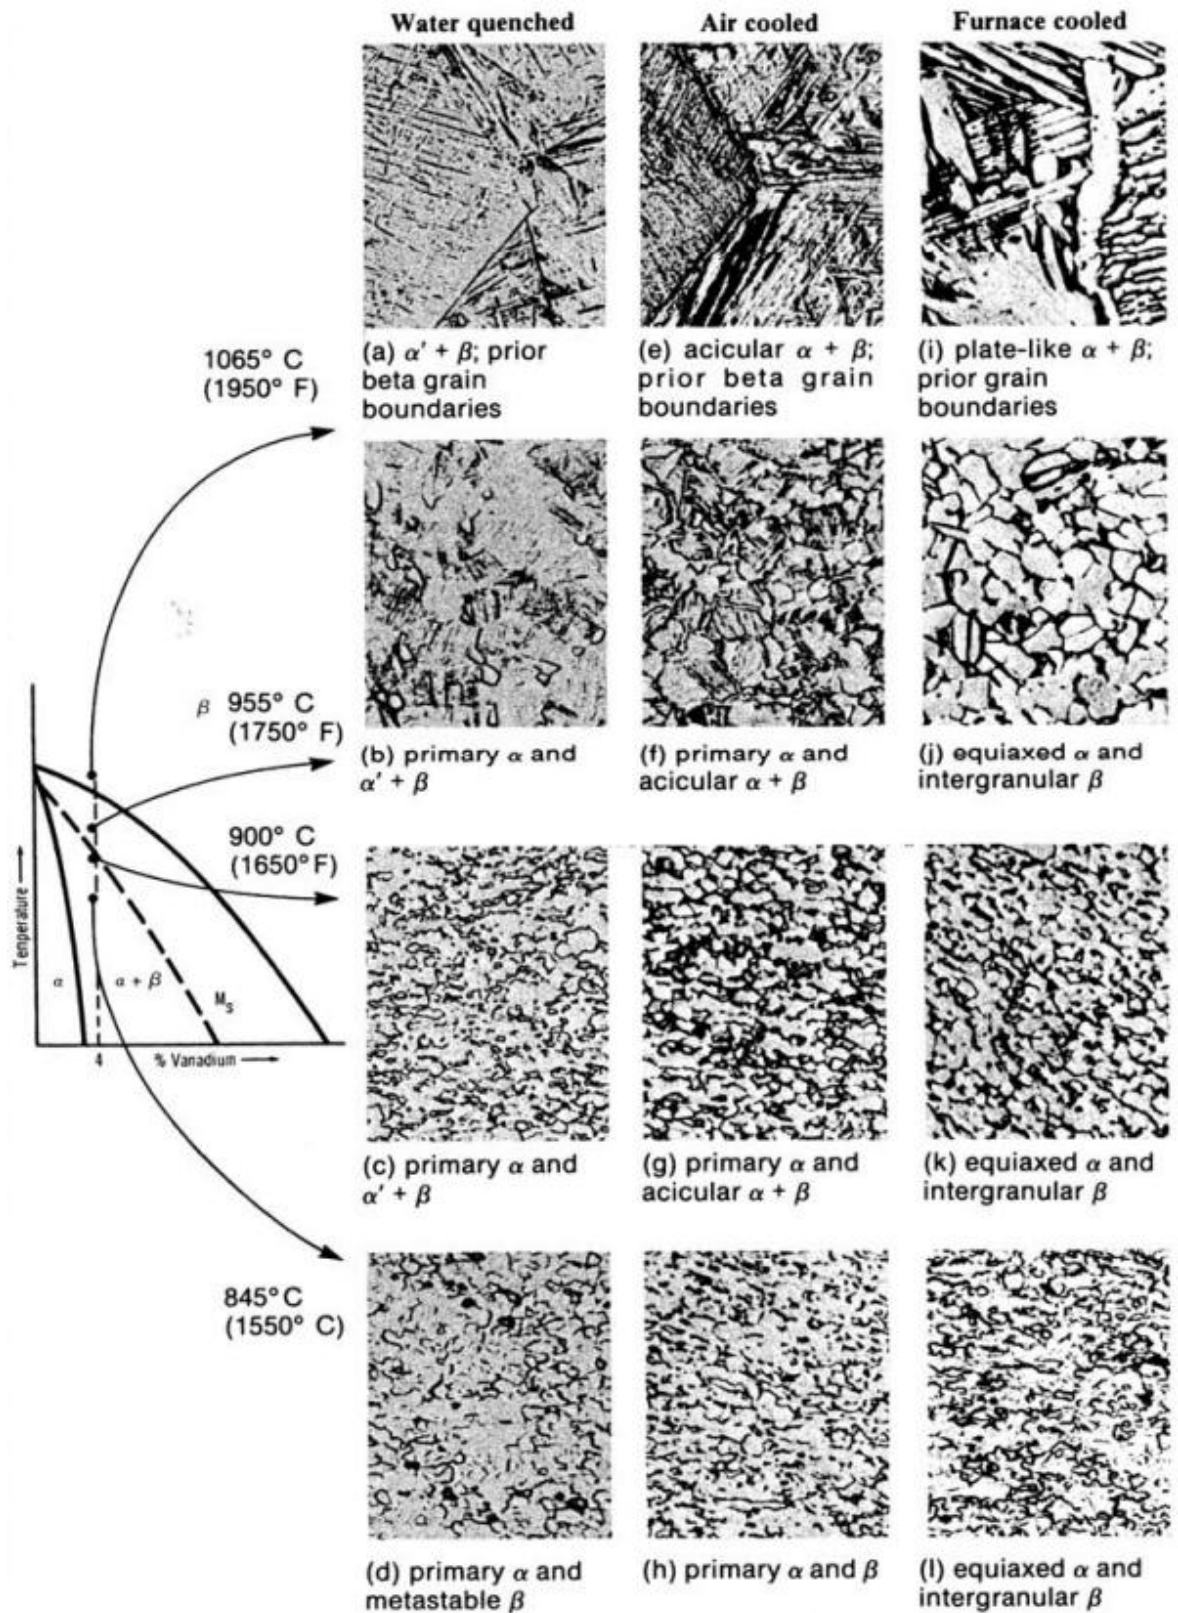 Water quenched
Air cooled
Furnace cooled
1065° C
(1950° F)
(a) α′ + β; prior
beta grain
boundaries
(e) acicular α + β;
prior beta grain
boundaries
(i) plate-like α + β;
prior grain
boundaries
β
955° C
(1750° F)
(b) primary α and
α′ + β
(f) primary α and
acicular α + β
(j) equiaxed α and
intergranular β
900° C
(1650° F)
Tenperature
α
α + β
Ms
4
% Vanadium
(c) primary α and
α′ + β
(g) primary α and
acicular α + β
(k) equiaxed α and
intergranular β
845° C
(1550° C)
(d) primary α and
metastable β
(h) primary α and β
(l) equiaxed α and
intergranular β